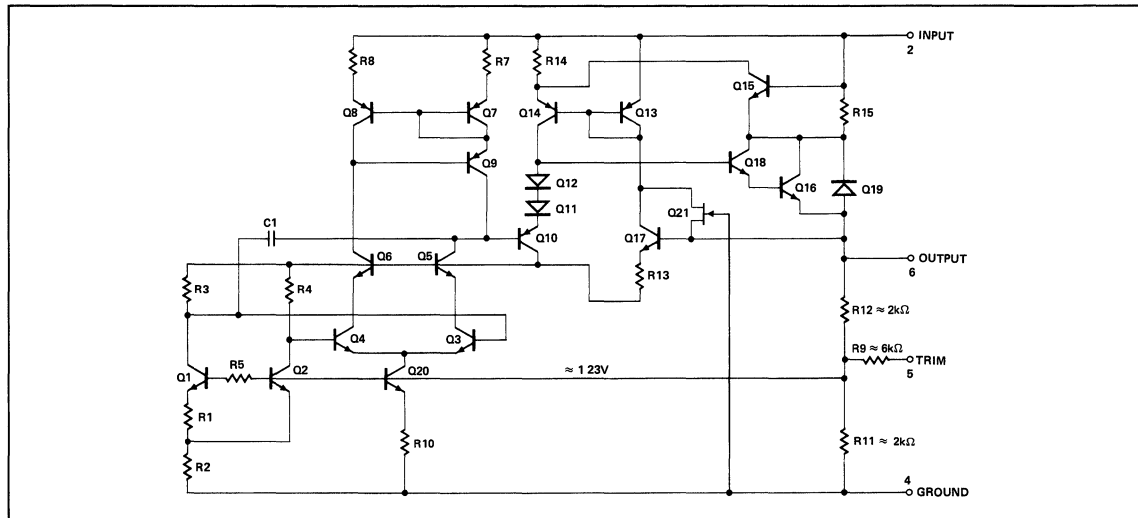 INPUT
2
R8
R7
R14
Q15
R15
Q8
Q7
Q14
Q13
Q9
Q18
Q16
Q19
Q12
Q11
Q21
C1
Q10
Q17
Q6
Q5
R13
OUTPUT
6
R3
R4
R12 ≈ 2kΩ
Q4
Q3
R9 ≈ 6kΩ
TRIM
5
Q1
R5
Q2
Q20
≈ 1 23V
R1
R10
R11 ≈ 2kΩ
R2
4
GROUND